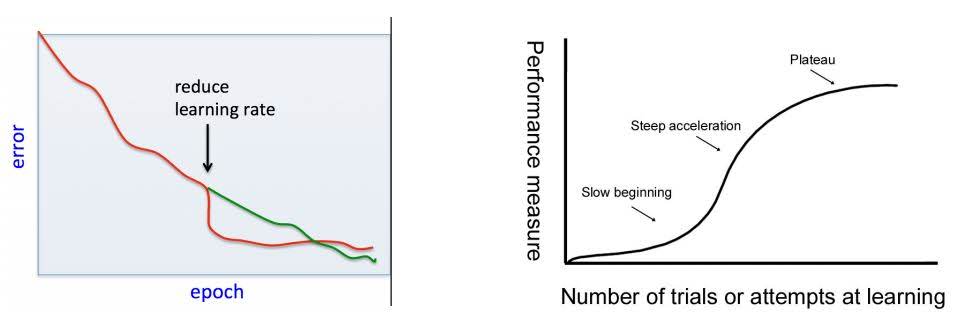 error
reduce
learning rate
epoch
Performance measure
Plateau
Steep acceleration
Slow beginning
Number of trials or attempts at learning